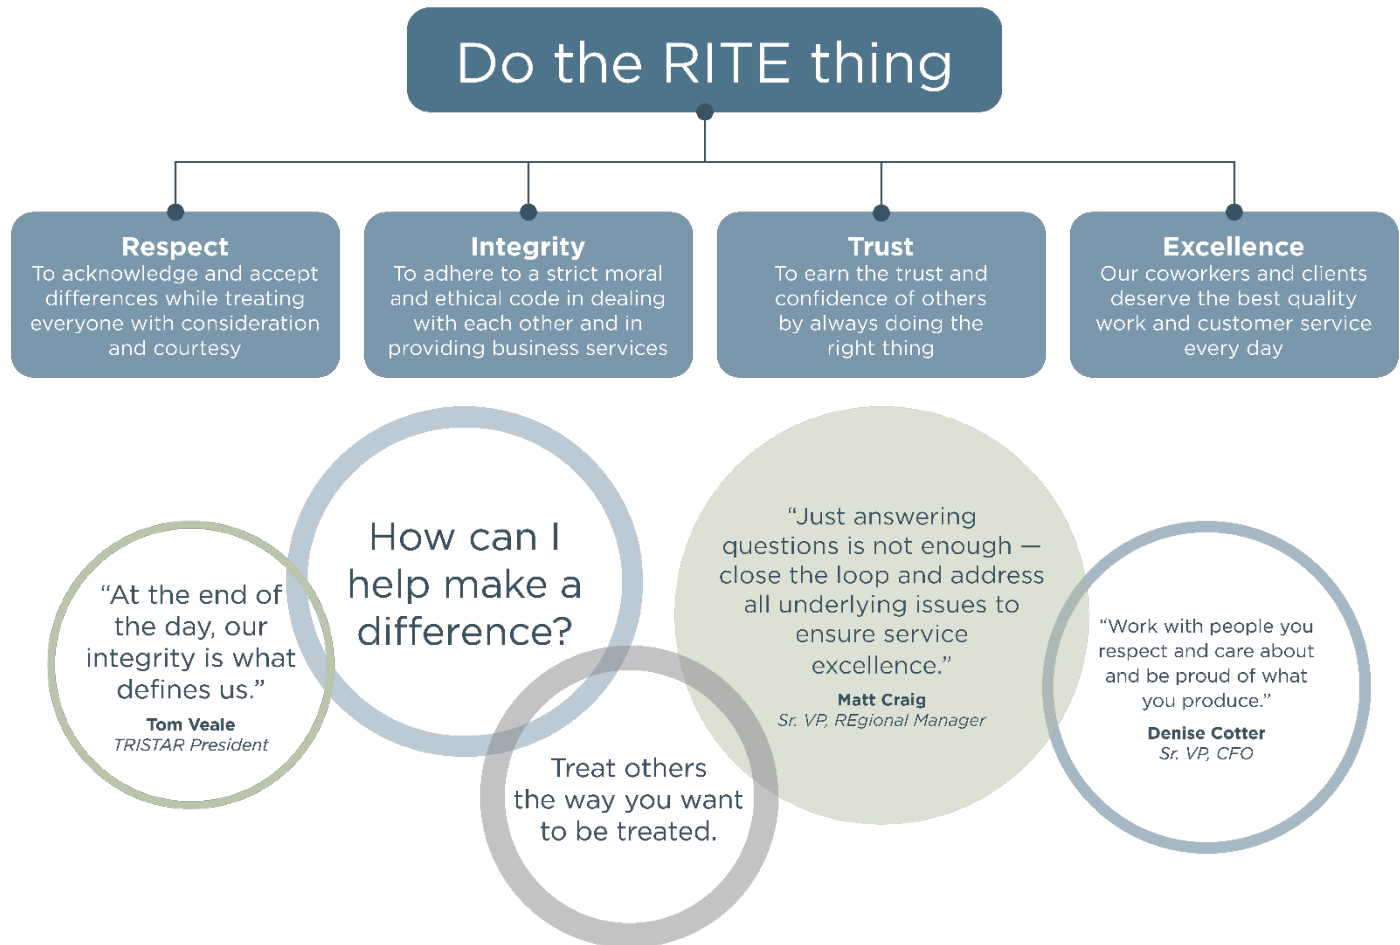 Do the RITE thing
Respect
To acknowledge and accept
differences while treating
everyone with consideration
and courtesy
Integrity
To adhere to a strict moral
and ethical code in dealing
with each other and in
providing business services
Trust
To earn the trust and
confidence of others
by always doing the
right thing
Excellence
Our coworkers and clients
deserve the best quality
work and customer service
every day
“At the end of
the day, our
integrity is what
defines us.”
Tom Veale
TRISTAR President
How can I
help make a
difference?
Treat others
the way you want
to be treated.
“Just answering
questions is not enough —
close the loop and address
all underlying issues to
ensure service
excellence.”
Matt Craig
Sr. VP, REgional Manager
“Work with people you
respect and care about
and be proud of what
you produce.”
Denise Cotter
Sr. VP, CFO